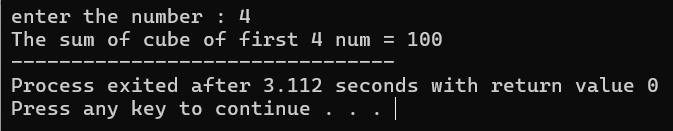 enter the number : 4
The sum of cube of first 4 num = 100
--------------------------------
Process exited after 3.112 seconds with return value 0
Press any key to continue . . .